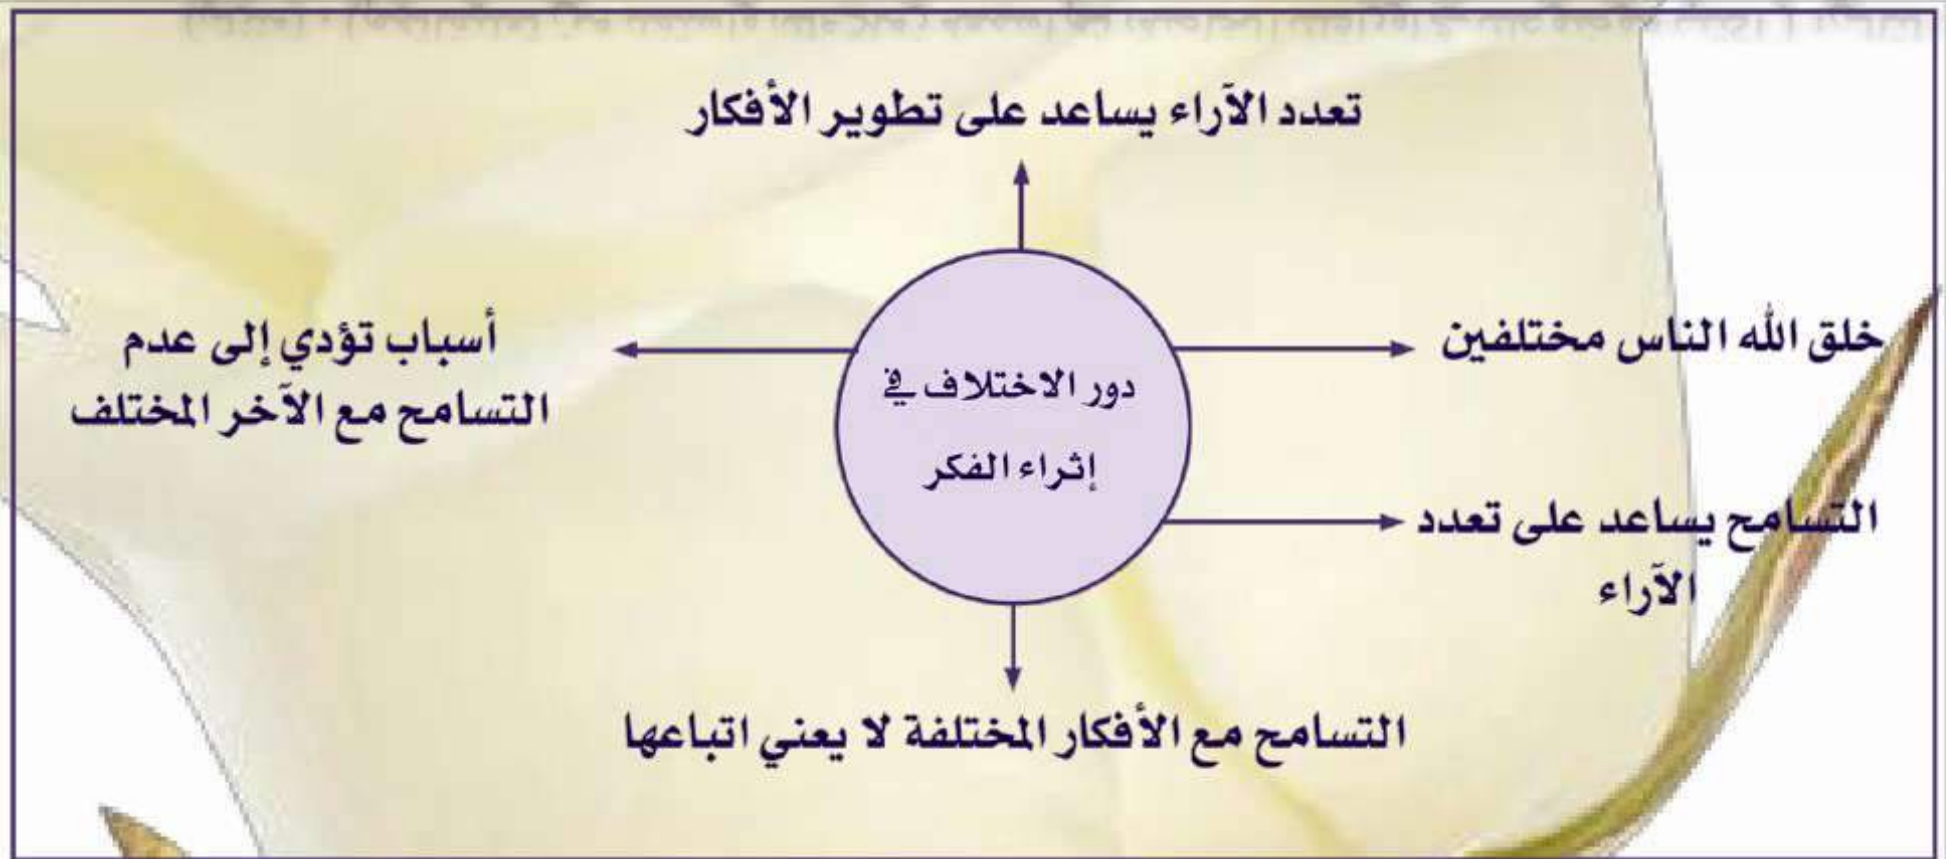 تعدد الآراء يساعد على تطوير الأفكار
خلق الله الناس مختلفين
أسباب تؤدي إلى عدم
التسامح مع الآخر المختلف
دور الاختلاف في
إثراء الفكر
التسامح يساعد على تعدد
الآراء
التسامح مع الأفكار المختلفة لا يعني اتباعها